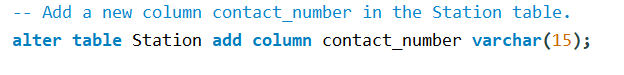 -- Add a new column contact_number in the Station table.
alter table Station add column contact_number varchar(15);